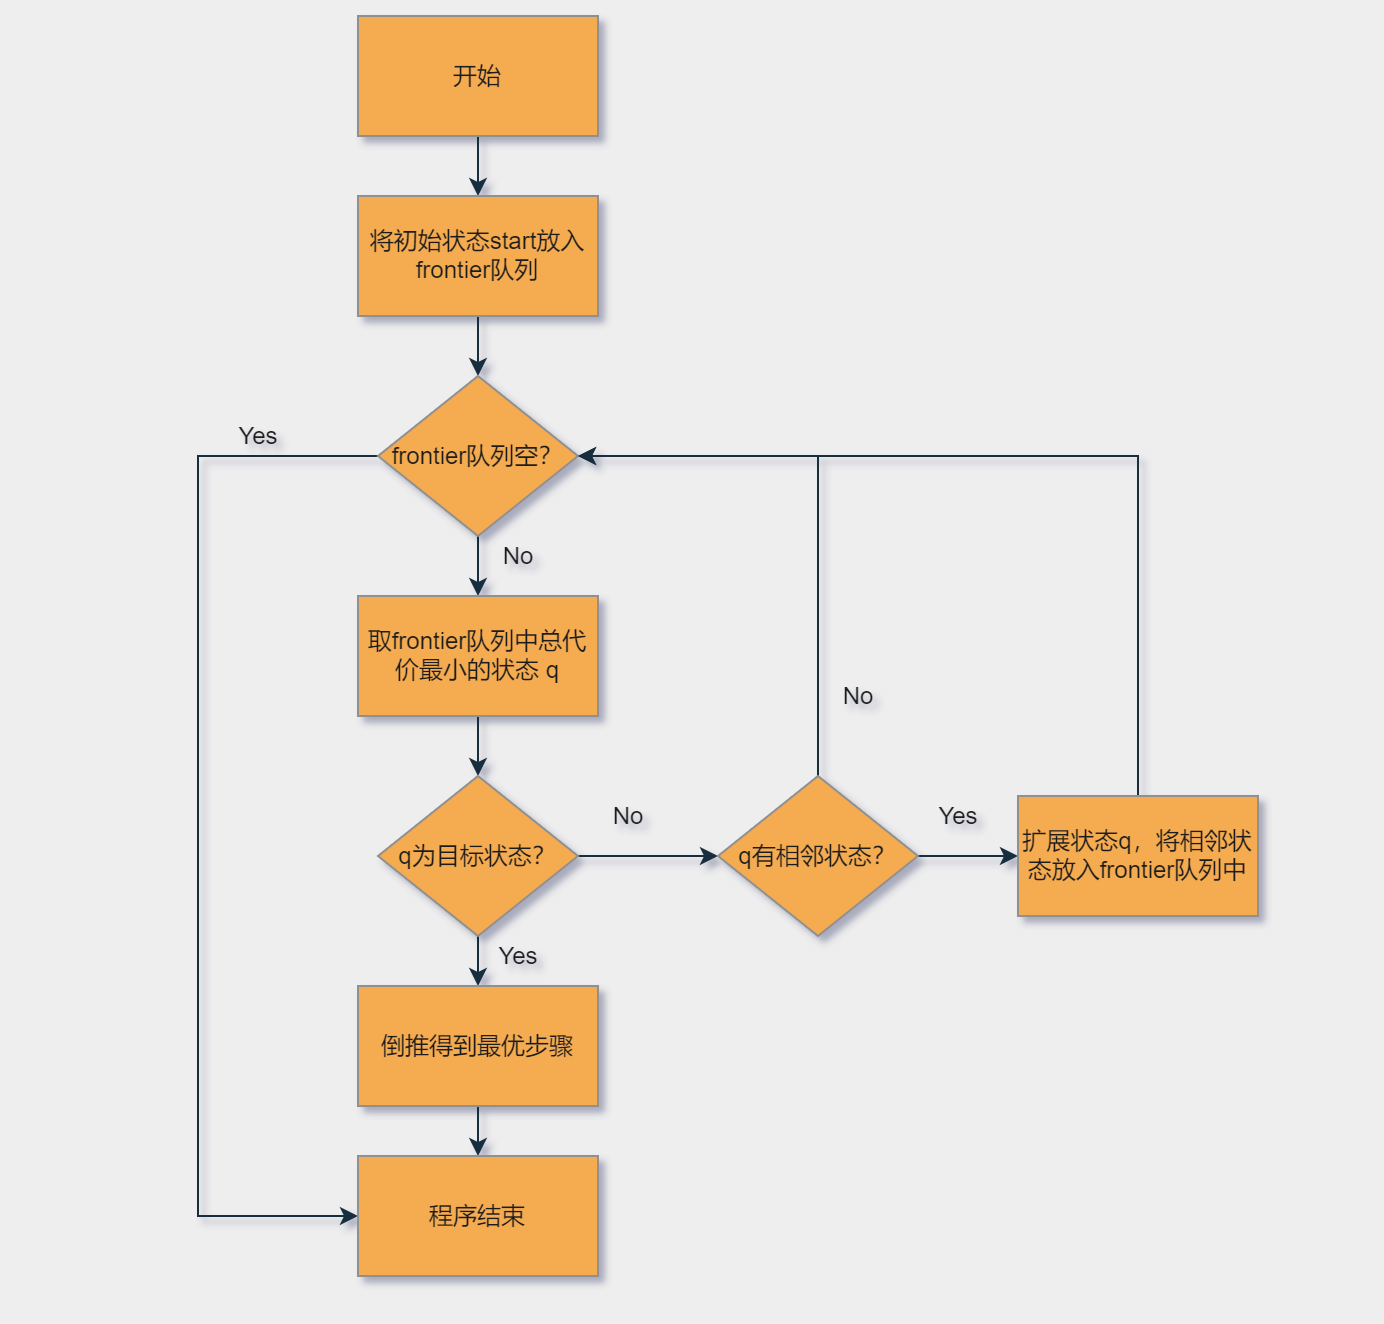 开始
将初始状态start放入
frontier队列
Yes
frontier队列空？
No
取frontier队列中总代
价最小的状态 q
No
q为目标状态？
No
q有相邻状态？
Yes
扩展状态q，将相邻状
态放入frontier队列中
Yes
倒推得到最优步骤
程序结束